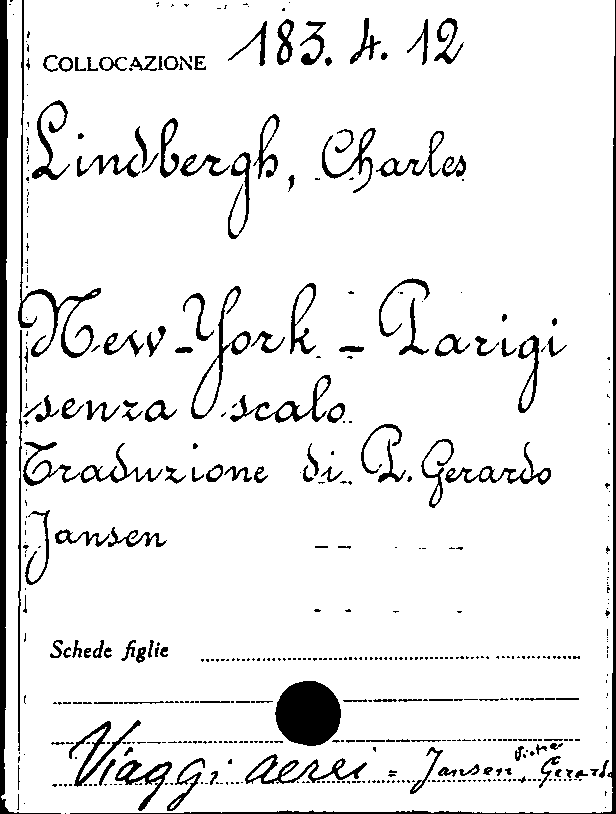 COLLOCAZIONE 183. 4. 12
Lindbergh, Charles
New-York - Parigi
senza scalo
Traduzione di P. Gerardo
Jansen
Schede figlie
Viaggi aerei = Jansen, Pietro Gerardo